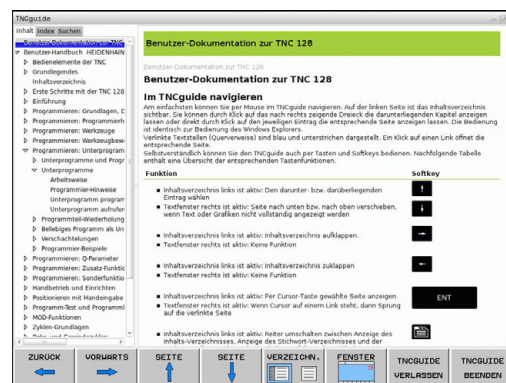 TNCguide
Inhalt Index Suchen
Benutzer-Dokumentation zur TNC
Benutzer-Handbuch HEIDENHAIN
Bedienelemente der TNC
Grundlegendes
Inhaltsverzeichnis
Erste Schritte mit der TNC 128
Einführung
Programmieren: Grundlagen, D
Programmieren: Programmierh
Programmieren: Werkzeuge
Programmieren: Werkzeugbew
Programmieren: Unterprogram
Unterprogramme und Progr
Unterprogramme
Arbeitsweise
Programmier-Hinweise
Unterprogramm program
Unterprogramm aufrufer
Programmteil-Wiederholung
Beliebiges Programm als Un
Verschachtelungen
Programmier-Beispiele
Programmieren: Q-Parameter
Programmieren: Zusatz-Funktic
Programmieren: Sonderfunktio
Handbetrieb und Einrichten
Positionieren mit Handeingabe
Programm-Test und Programml
MOD-Funktionen
Zyklen-Grundlagen
Benutzer-Dokumentation zur TNC 128
Benutzer-Dokumentation zur TNC 128
Benutzer-Dokumentation zur TNC 128
Im TNCguide navigieren
Am einfachsten können Sie per Mouse im TNCguide navigieren. Auf der linken Seite ist das Inhaltsverzeichnis
sichtbar. Sie können durch Klick auf das nach rechts zeigende Dreieck die darunterliegenden Kapitel anzeigen
lassen oder direkt durch Klick auf den jeweiligen Eintrag die entsprechende Seite anzeigen lassen. Die Bedienung
ist identisch zur Bedienung des Windows Explorers.
Verlinkte Textstellen (Querverweise) sind blau und unterstrichen dargestellt. Ein Klick auf einen Link öffnet die
entsprechende Seite.
Selbstverständlich können Sie den TNCguide auch per Tasten und Softkeys bedienen. Nachfolgende Tabelle
enthält eine Übersicht der entsprechenden Tastenfunktionen.
Funktion Softkey
Inhaltsverzeichnis links ist aktiv: Den darunter- bzw. darüberliegenden
Eintrag wählen
Textfenster rechts ist aktiv: Seite nach unten bzw. nach oben verschieben,
wenn Text oder Grafiken nicht vollständig angezeigt werden
Inhaltsverzeichnis links ist aktiv: Inhaltsverzeichnis aufklappen.
Textfenster rechts ist aktiv: Keine Funktion
Inhaltsverzeichnis links ist aktiv: Inhaltsverzeichnis zuklappen
Textfenster rechts ist aktiv: Keine Funktion
Inhaltsverzeichnis links ist aktiv: Per Cursor-Taste gewählte Seite anzeigen
Textfenster rechts ist aktiv: Wenn Cursor auf einem Link steht, dann Sprung
auf die verlinkte Seite
ENT
Inhaltsverzeichnis links ist aktiv: Reiter umschalten zwischen Anzeige des
Inhalts-Verzeichnisses, Anzeige des Stichwort-Verzeichnisses und der
ZURÜCK VORWÄRTS SEITE SEITE VERZEICHN. FENSTER TNCGUIDE VERLASSEN TNCGUIDE BEENDEN